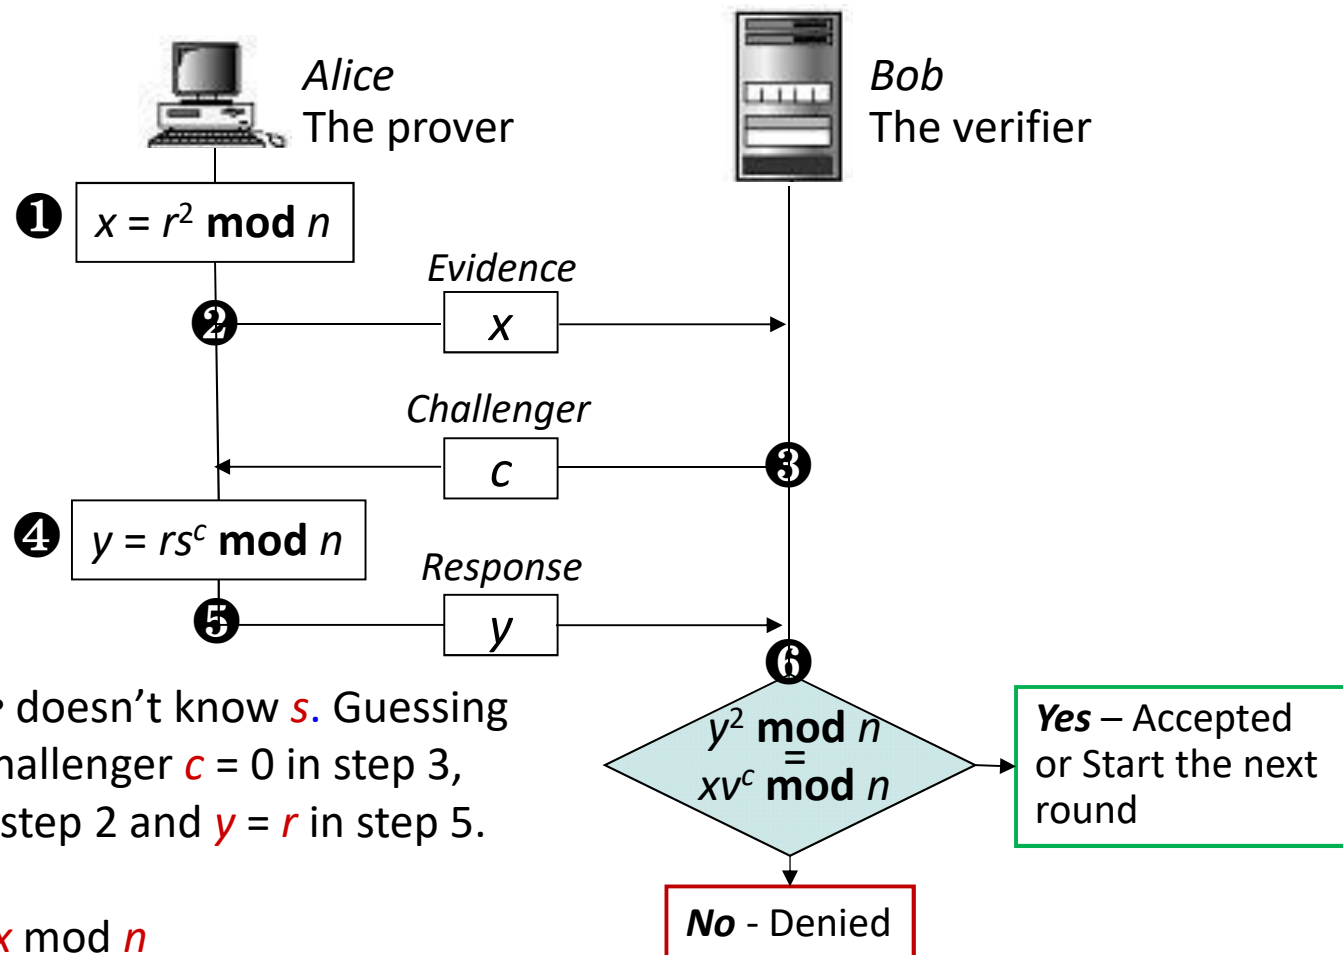 Alice
The prover
Bob
The verifier
❶
x = r² mod n
Evidence
❷
x
Challenger
c
❸
❹
y = rsᶜ mod n
Response
❺
y
❻
y² mod n
=
xvᶜ mod n
Yes – Accepted
or Start the next
round
No - Denied
doesn’t know s. Guessing
hallenger c = 0 in step 3,
step 2 and y = r in step 5.
x mod n